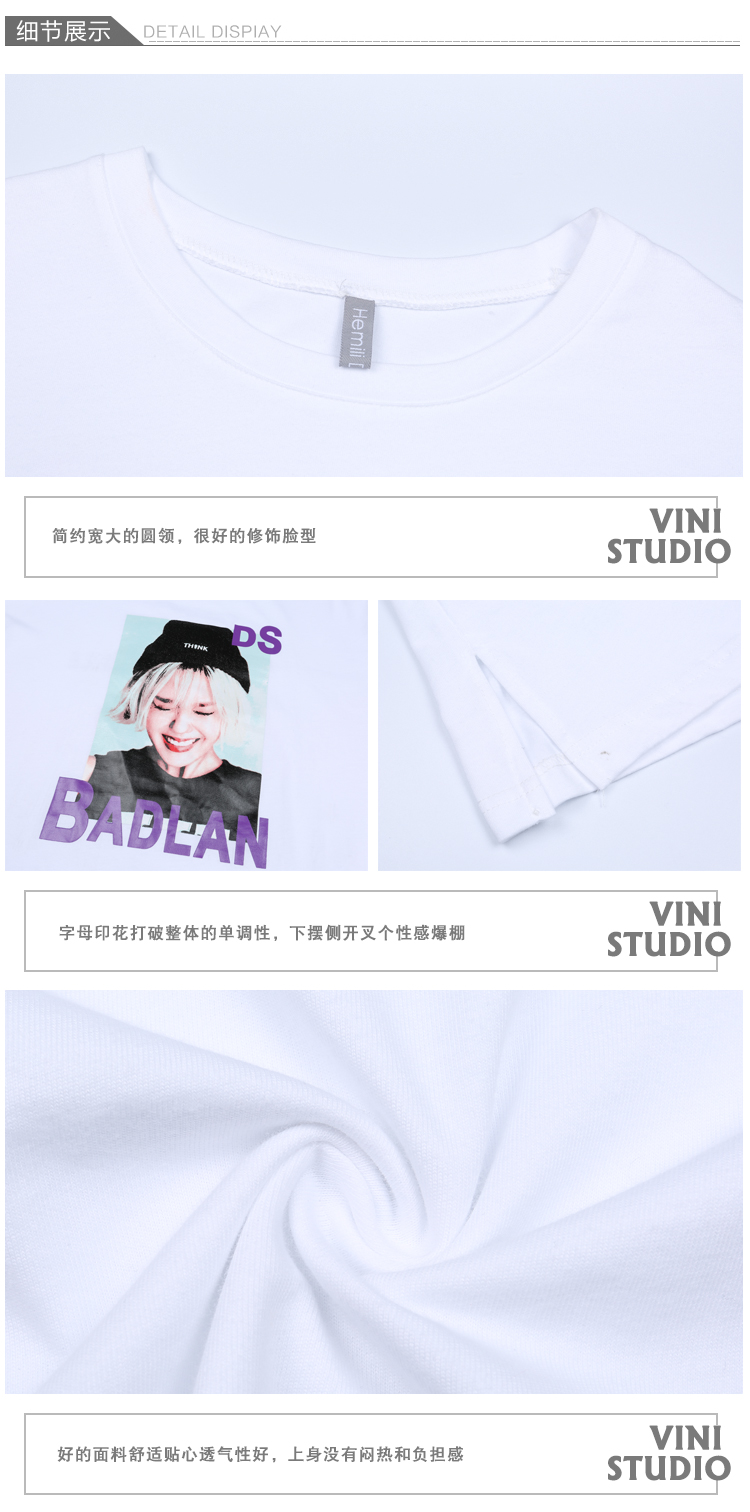 细节展示
DETAIL DISPIAY
Hemili [
简约宽大的圆领，很好的修饰脸型
VINI
STUDIO
DS
THINK
BADLAN
字母印花打破整体的单调性，下摆侧开叉个性感爆棚
VINI
STUDIO
好的面料舒适贴心透气性好，上身没有闷热和负担感
VINI
STUDIO